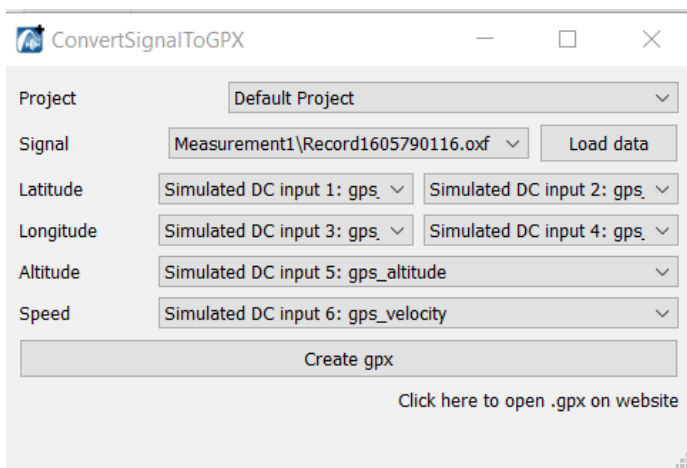 ConvertSignalToGPX
Project Default Project
Signal Measurement1\Record1605790116.oxf Load data
Latitude Simulated DC input 1: gps_ Simulated DC input 2: gps_
Longitude Simulated DC input 3: gps_ Simulated DC input 4: gps_
Altitude Simulated DC input 5: gps_altitude
Speed Simulated DC input 6: gps_velocity
Create gpx
Click here to open .gpx on website